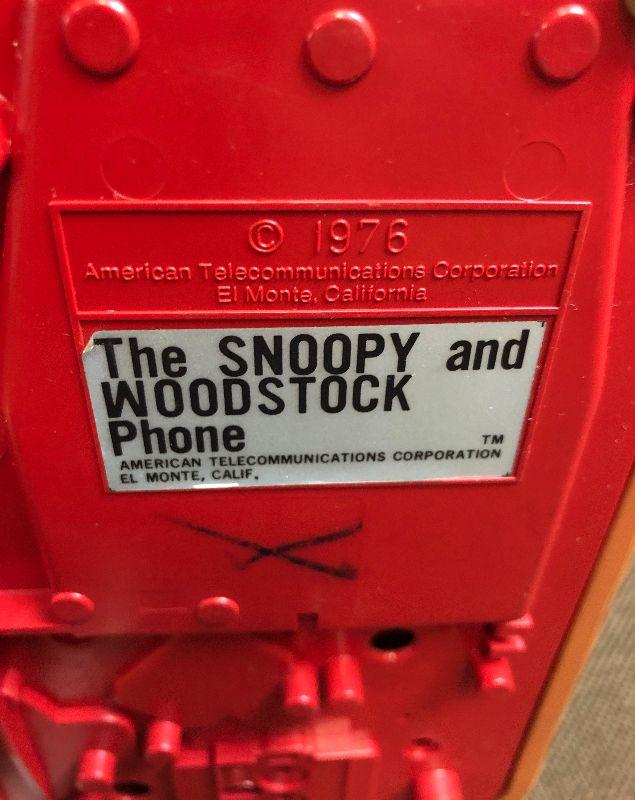 © 1976
American Telecommunications Corporation
El Monte, California
The SNOOPY and
WOODSTOCK
Phone TM
AMERICAN TELECOMMUNICATIONS CORPORATION
EL MONTE, CALIF.